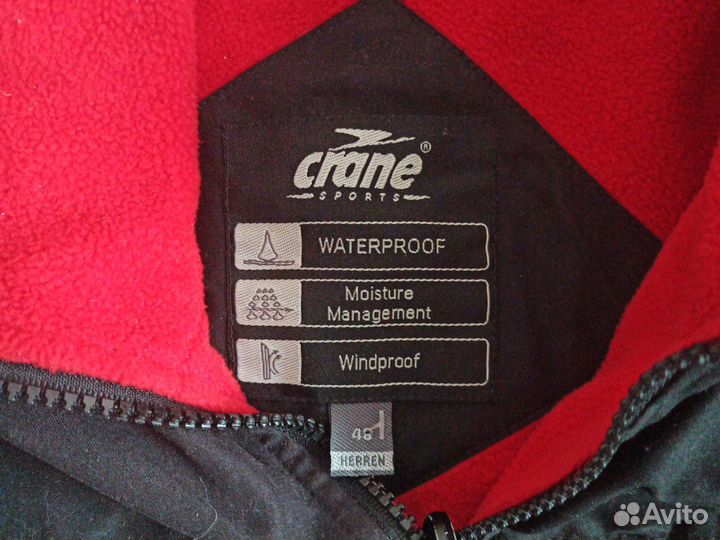 crane®
SPORTS
WATERPROOF
Moisture
Management
Windproof
48
HERREN
Avito